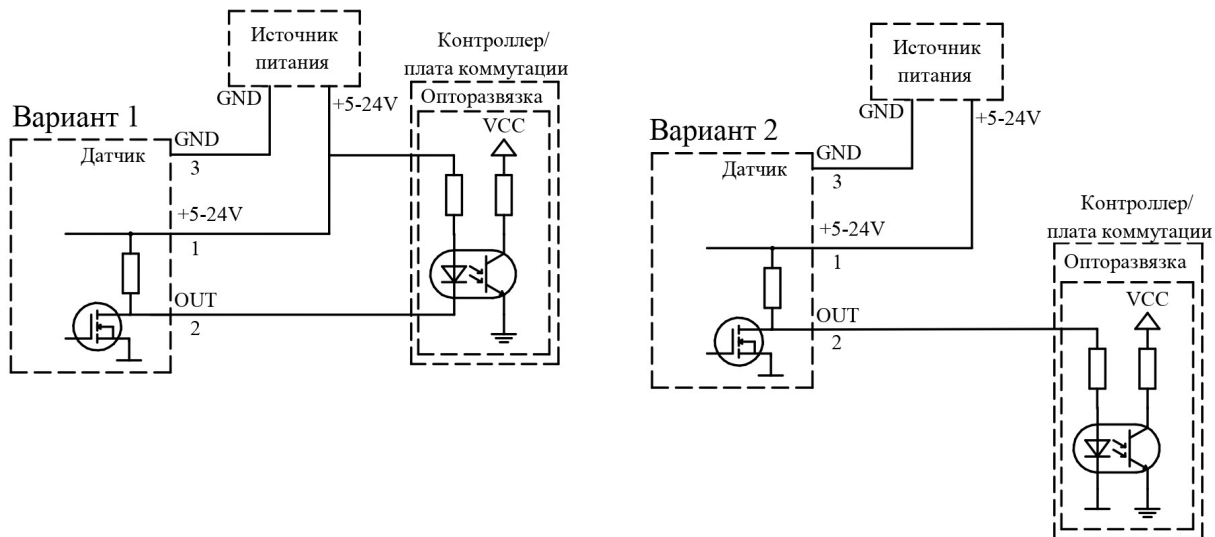 Вариант 1
Источник
питания
GND
+5-24V
Контроллер/
плата коммутации
Опторазвязка
VCC
Датчик
GND
3
+5-24V
1
OUT
2
Вариант 2
Источник
питания
GND
+5-24V
Датчик
GND
3
+5-24V
1
OUT
2
Контроллер/
плата коммутации
Опторазвязка
VCC